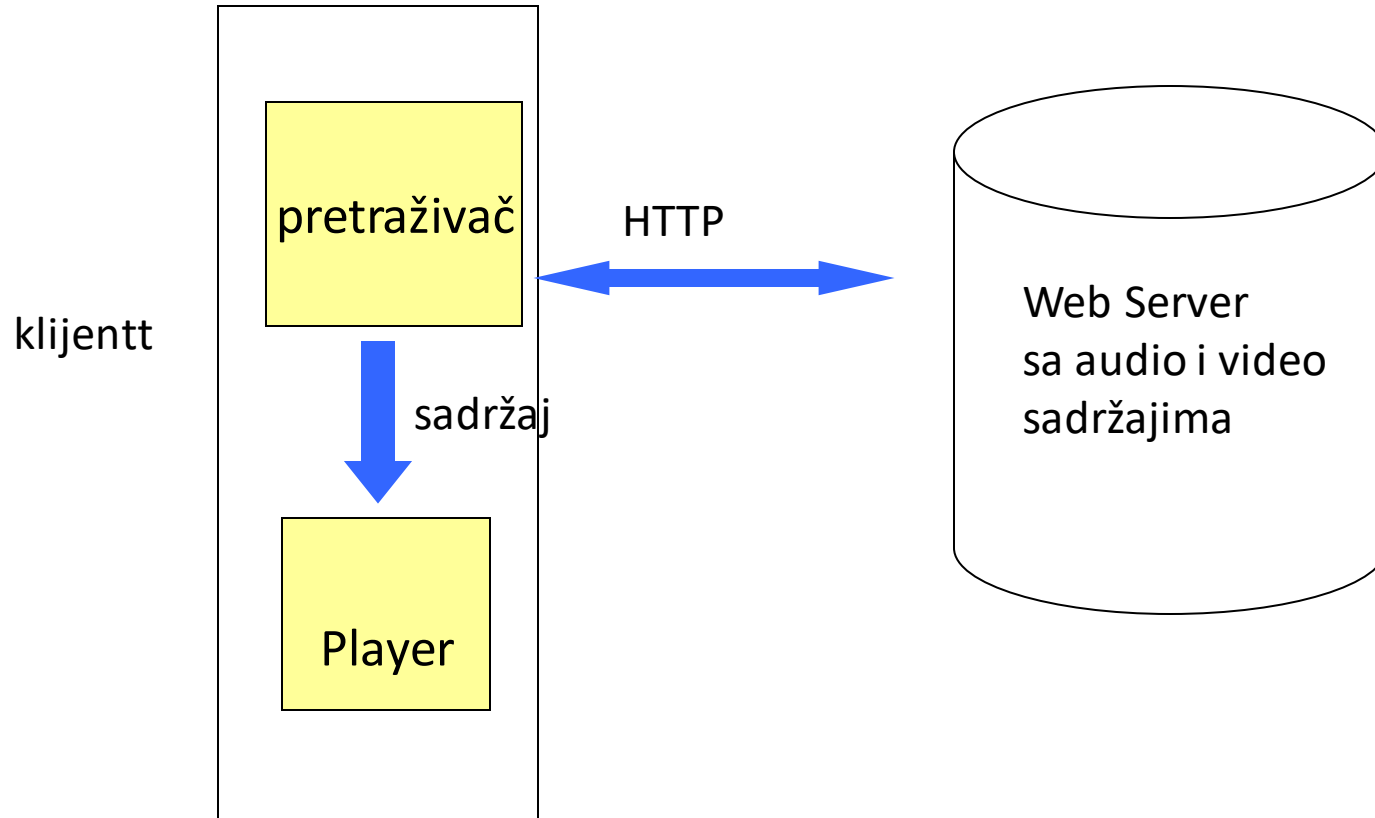 klijentt
pretraživač
sadržaj
Player
HTTP
Web Server
sa audio i video
sadržajima